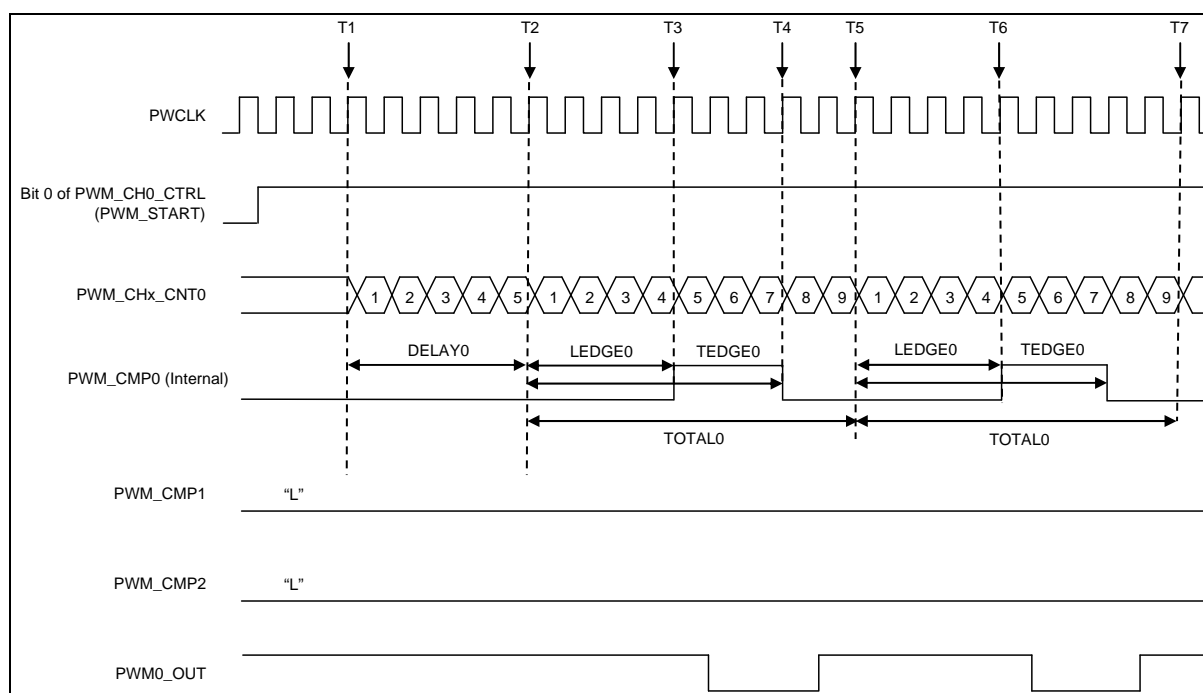 T1 T2 T3 T4 T5 T6 T7
PWCLK
Bit 0 of PWM_CH0_CTRL
(PWM_START)
PWM_CHx_CNT0 1 2 3 4 5 1 2 3 4 5 6 7 8 9 1 2 3 4 5 6 7 8 9
DELAY0 LEDGE0 TEDGE0 LEDGE0 TEDGE0
PWM_CMP0 (Internal)
TOTAL0 TOTAL0
PWM_CMP1 “L”
PWM_CMP2 “L”
PWM0_OUT